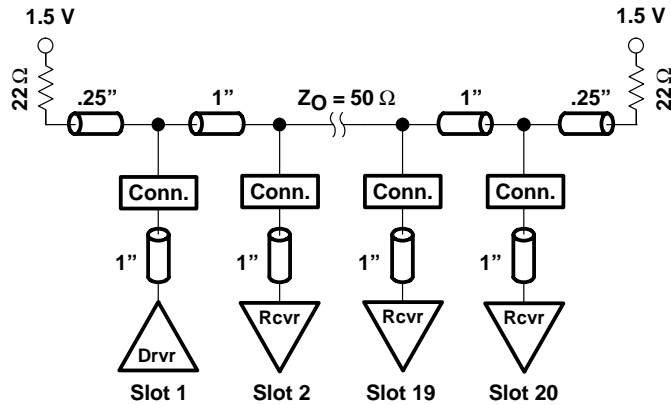 1.5 V
1.5 V
22 Ω
.25”
1”
ZO = 50 Ω
1”
.25”
22 Ω
Conn.
Conn.
Conn.
Conn.
1”
1”
1”
1”
Drvr
Rcvr
Rcvr
Rcvr
Slot 1
Slot 2
Slot 19
Slot 20